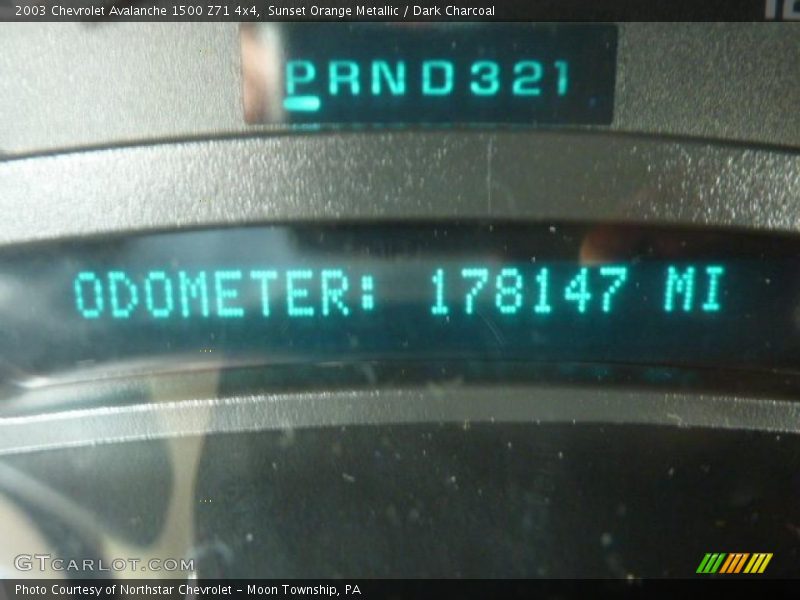 2003 Chevrolet Avalanche 1500 Z71 4x4, Sunset Orange Metallic / Dark Charcoal
PRND321
ODOMETER: 178147 MI
GTCARLOT.COM
Photo Courtesy of Northstar Chevrolet - Moon Township, PA